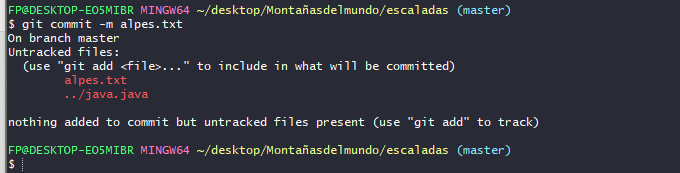 FP@DESKTOP-EO5MIBR MINGW64 ~/desktop/Montañasdelmundo/escaladas (master)
$ git commit -m alpes.txt
On branch master
Untracked files:
  (use "git add <file>..." to include in what will be committed)
        alpes.txt
        ../java.java

nothing added to commit but untracked files present (use "git add" to track)

FP@DESKTOP-EO5MIBR MINGW64 ~/desktop/Montañasdelmundo/escaladas (master)
$